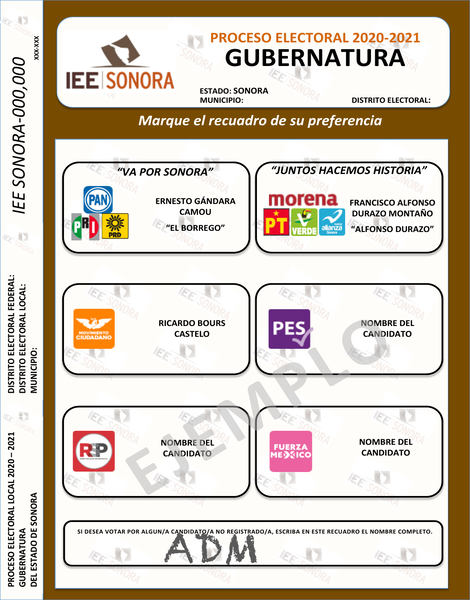 IEE SONORA-000,000
XXX-XXX
DISTRITO ELECTORAL FEDERAL:
DISTRITO ELECTORAL LOCAL:
MUNICIPIO:
PROCESO ELECTORAL LOCAL 2020 – 2021
GUBERNATURA
DEL ESTADO DE SONORA
IEE SONORA
PROCESO ELECTORAL 2020-2021
GUBERNATURA
ESTADO: SONORA
MUNICIPIO:
DISTRITO ELECTORAL:
Marque el recuadro de su preferencia
“VA POR SONORA”
PAN
PRI
PRD
ERNESTO GÁNDARA
CAMOU
“EL BORREGO”
“JUNTOS HACEMOS HISTORIA”
morena
PT
VERDE
alianza
FRANCISCO ALFONSO
DURAZO MONTAÑO
“ALFONSO DURAZO”
MOVIMIENTO
CIUDADANO
RICARDO BOURS
CASTELO
PES
NOMBRE DEL
CANDIDATO
RSP
NOMBRE DEL
CANDIDATO
FUERZA
MEXICO
NOMBRE DEL
CANDIDATO
EJEMPLO
SI DESEA VOTAR POR ALGUN/A CANDIDATO/A NO REGISTRADO/A, ESCRIBA EN ESTE RECUADRO EL NOMBRE COMPLETO.
ADM